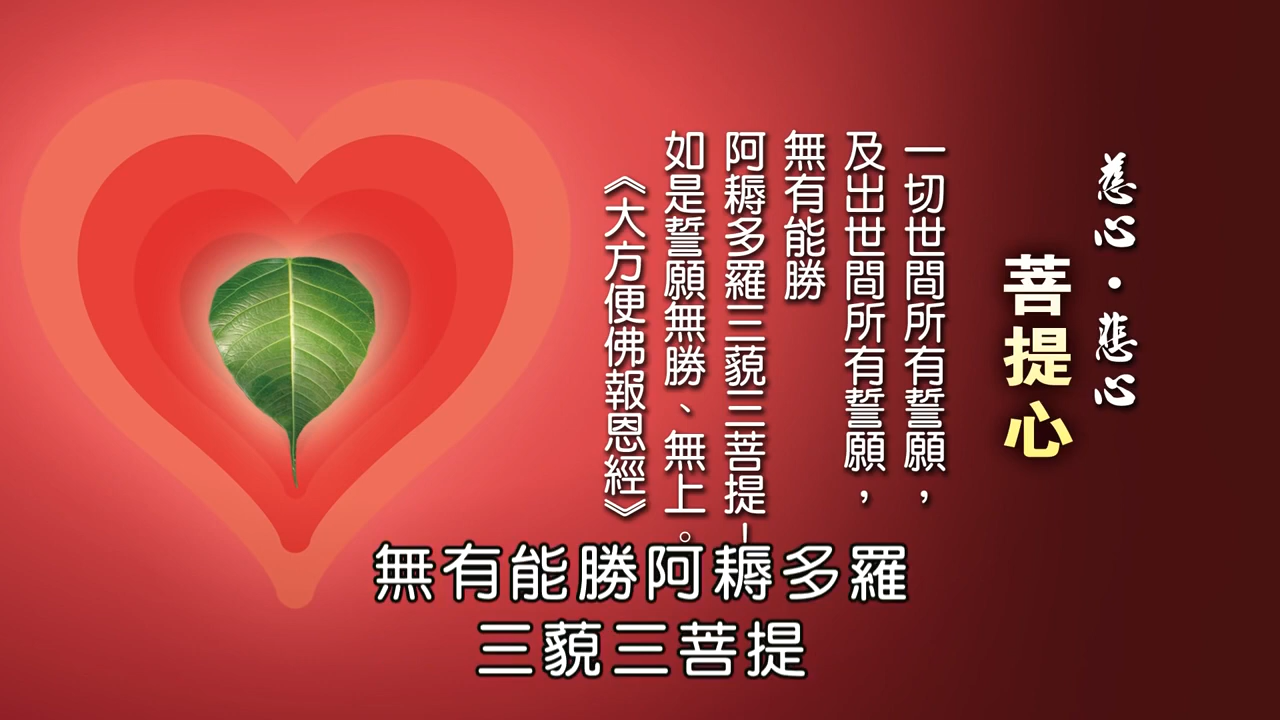 慈心·悲心
菩提心
一切世間所有誓願，
及出世間所有誓願，
無有能勝
阿耨多羅三藐三菩提—
如是誓願無勝、無上。
《大方便佛報恩經》
無有能勝阿耨多羅
三藐三菩提